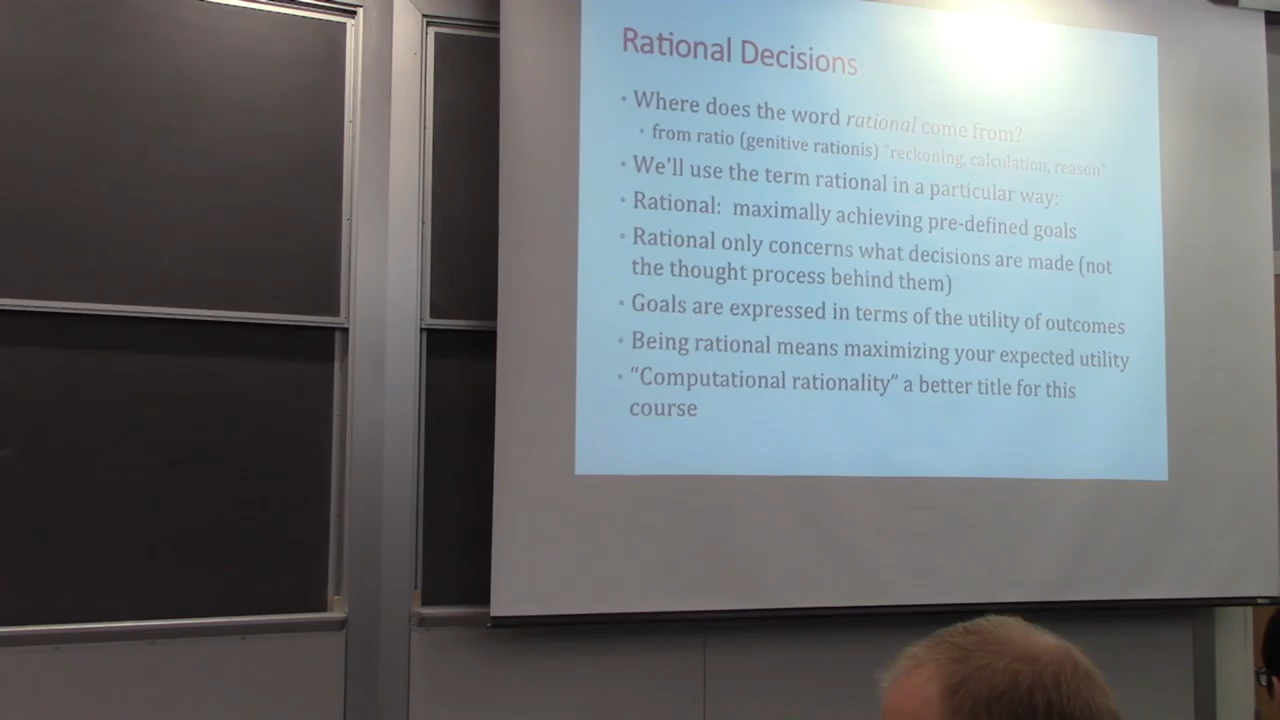 Rational Decisions
• Where does the word rational come from?
• from ratio (genitive rationis) "reckoning, calculation, reason"
• We'll use the term rational in a particular way:
• Rational: maximally achieving pre-defined goals
• Rational only concerns what decisions are made (not
the thought process behind them)
• Goals are expressed in terms of the utility of outcomes
• Being rational means maximizing your expected utility
• “Computational rationality” a better title for this
course